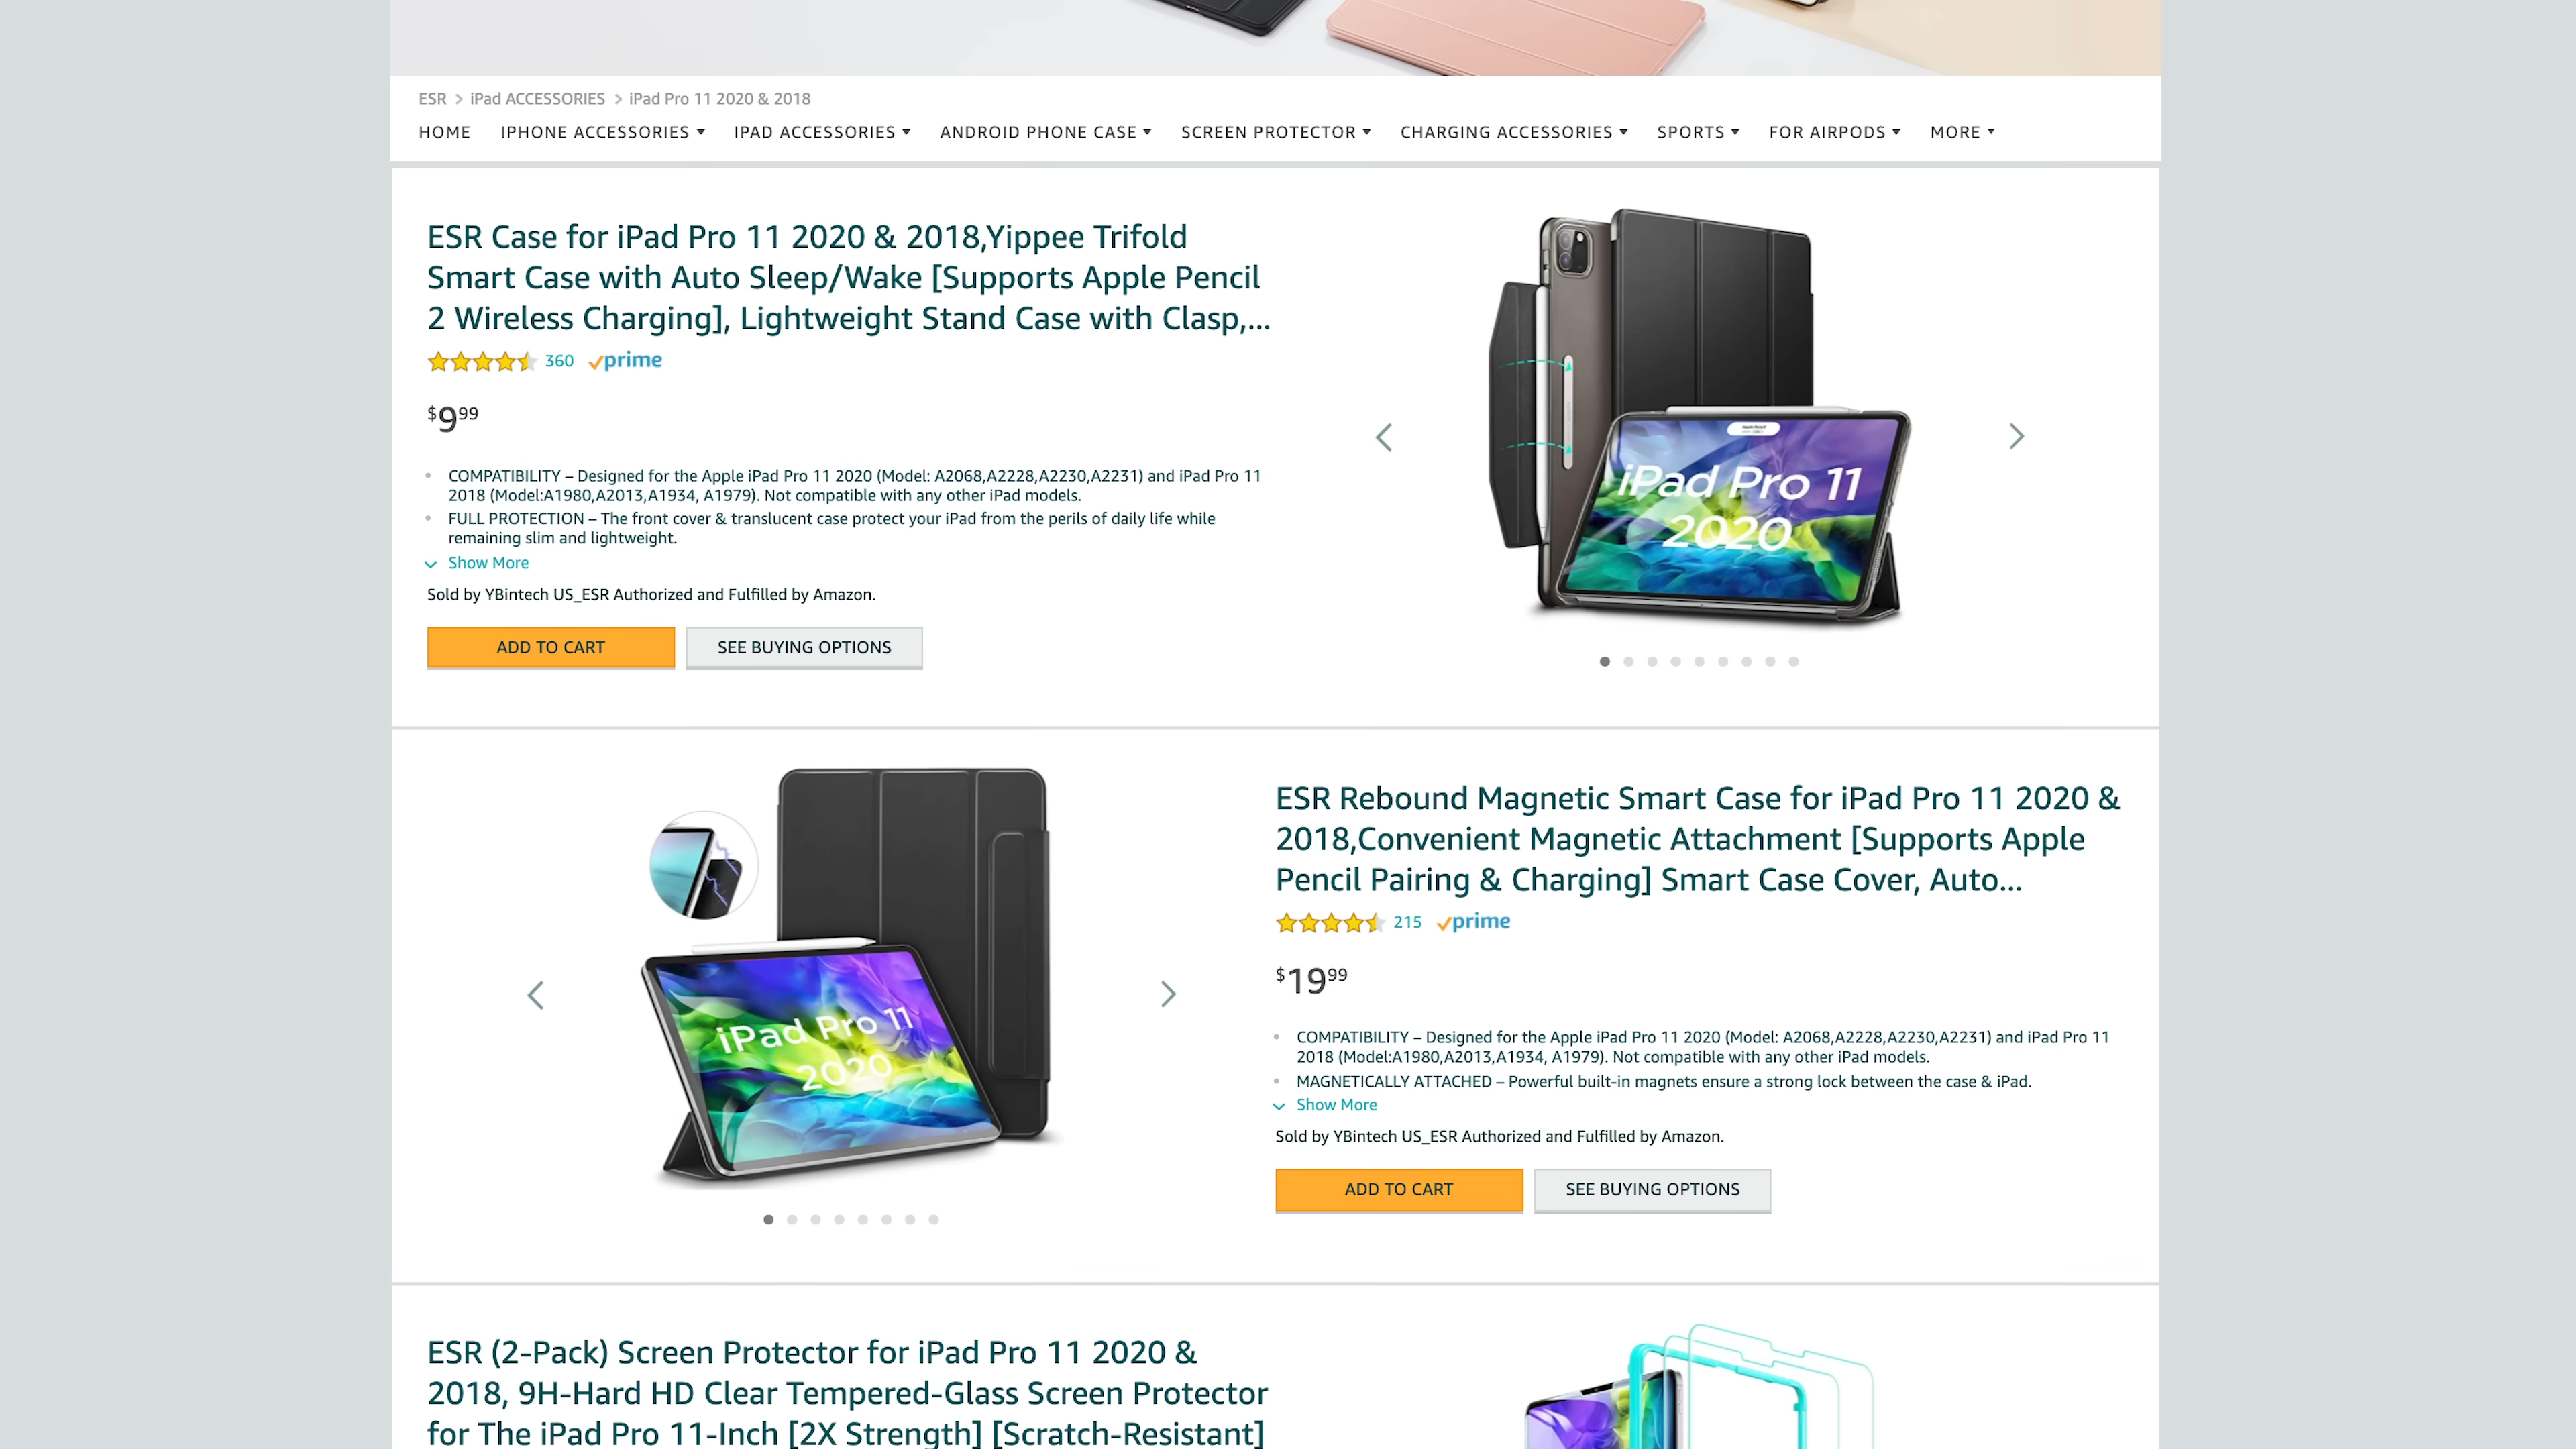 ESR > iPad ACCESSORIES > iPad Pro 11 2020 & 2018
HOME IPHONE ACCESSORIES IPAD ACCESSORIES ANDROID PHONE CASE SCREEN PROTECTOR CHARGING ACCESSORIES SPORTS FOR AIRPODS MORE
ESR Case for iPad Pro 11 2020 & 2018,Yippee Trifold
Smart Case with Auto Sleep/Wake [Supports Apple Pencil
2 Wireless Charging], Lightweight Stand Case with Clasp,...
360 prime
$9 99
• COMPATIBILITY – Designed for the Apple iPad Pro 11 2020 (Model: A2068,A2228,A2230,A2231) and iPad Pro 11
2018 (Model:A1980,A2013,A1934, A1979). Not compatible with any other iPad models.
• FULL PROTECTION – The front cover & translucent case protect your iPad from the perils of daily life while
remaining slim and lightweight.
Show More
Sold by YBintech US_ESR Authorized and Fulfilled by Amazon.
ADD TO CART SEE BUYING OPTIONS
iPad Pro 11
2020
iPad Pro 11
2020
ESR Rebound Magnetic Smart Case for iPad Pro 11 2020 &
2018,Convenient Magnetic Attachment [Supports Apple
Pencil Pairing & Charging] Smart Case Cover, Auto...
215 prime
$19 99
• COMPATIBILITY – Designed for the Apple iPad Pro 11 2020 (Model: A2068,A2228,A2230,A2231) and iPad Pro 11
2018 (Model:A1980,A2013,A1934, A1979). Not compatible with any other iPad models.
• MAGNETICALLY ATTACHED – Powerful built-in magnets ensure a strong lock between the case & iPad.
Show More
Sold by YBintech US_ESR Authorized and Fulfilled by Amazon.
ADD TO CART SEE BUYING OPTIONS
ESR (2-Pack) Screen Protector for iPad Pro 11 2020 &
2018, 9H-Hard HD Clear Tempered-Glass Screen Protector
for The iPad Pro 11-Inch [2X Strength] [Scratch-Resistant]